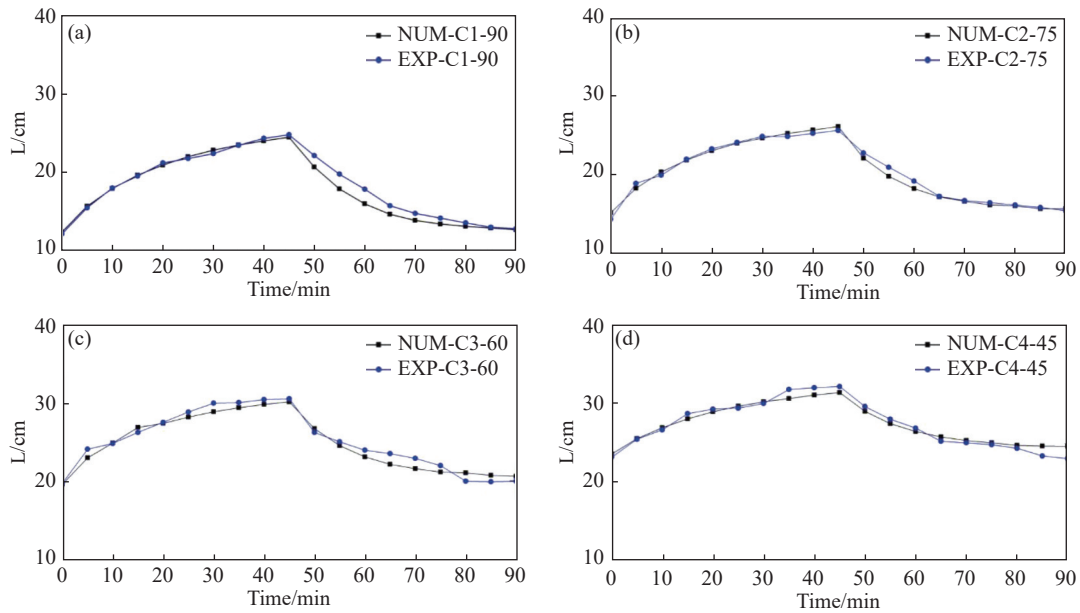 40
(a)
NUM-C1-90
EXP-C1-90
30
L/cm
20
10
0 10 20 30 40 50 60 70 80 90
Time/min
40
(b)
NUM-C2-75
EXP-C2-75
30
L/cm
20
10
0 10 20 30 40 50 60 70 80 90
Time/min
40
(c)
NUM-C3-60
EXP-C3-60
30
L/cm
20
10
0 10 20 30 40 50 60 70 80 90
Time/min
40
(d)
NUM-C4-45
EXP-C4-45
30
L/cm
20
10
0 10 20 30 40 50 60 70 80 90
Time/min